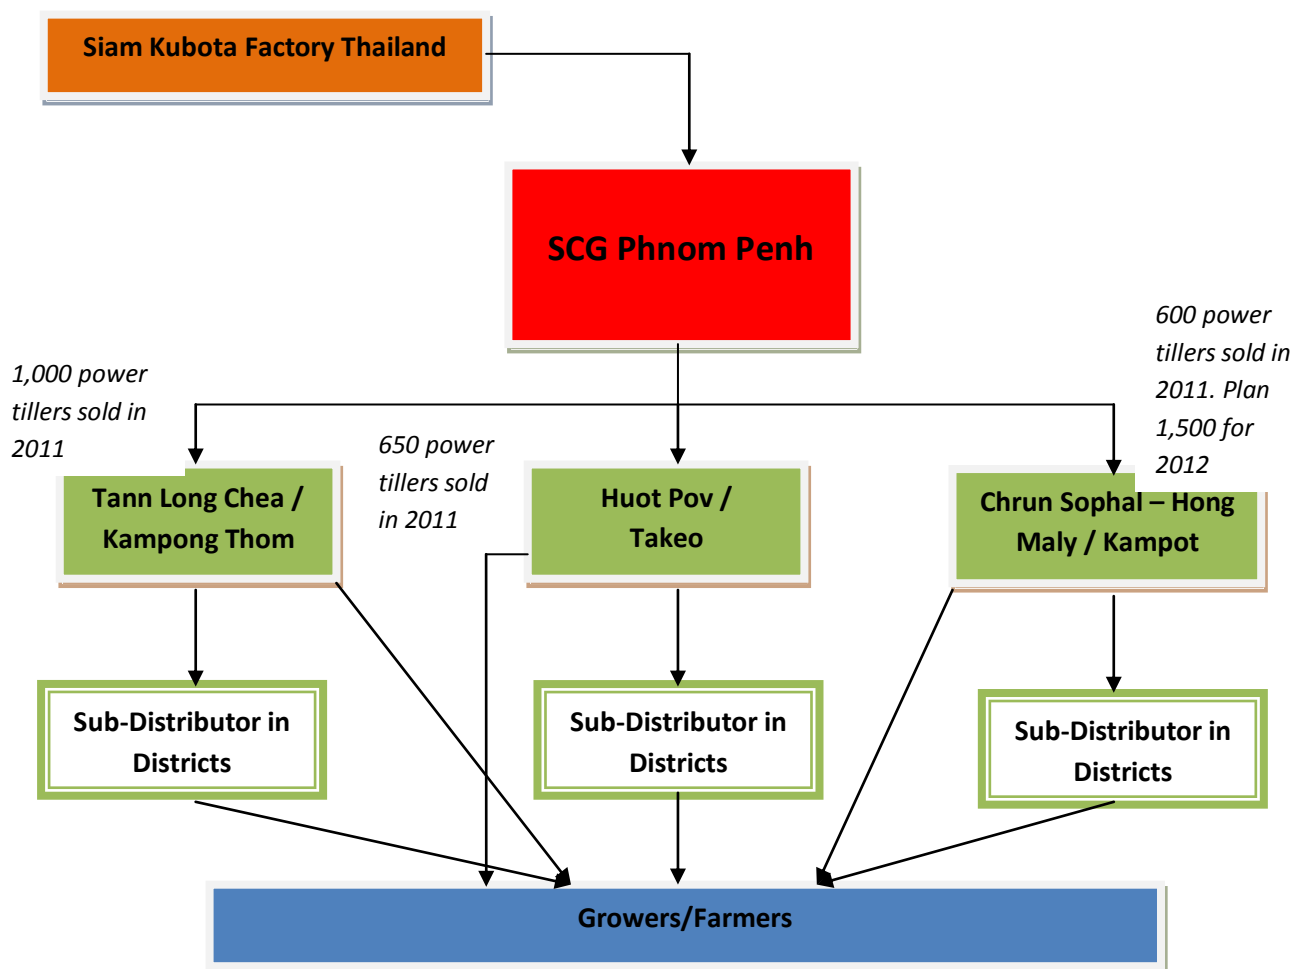 Siam Kubota Factory Thailand
SCG Phnom Penh
1,000 power
tillers sold in
2011
650 power
tillers sold
in 2011
600 power
tillers sold in
2011. Plan
1,500 for
2012
Tann Long Chea /
Kampong Thom
Huot Pov /
Takeo
Chrun Sophal – Hong
Maly / Kampot
Sub-Distributor in
Districts
Sub-Distributor in
Districts
Sub-Distributor in
Districts
Growers/Farmers